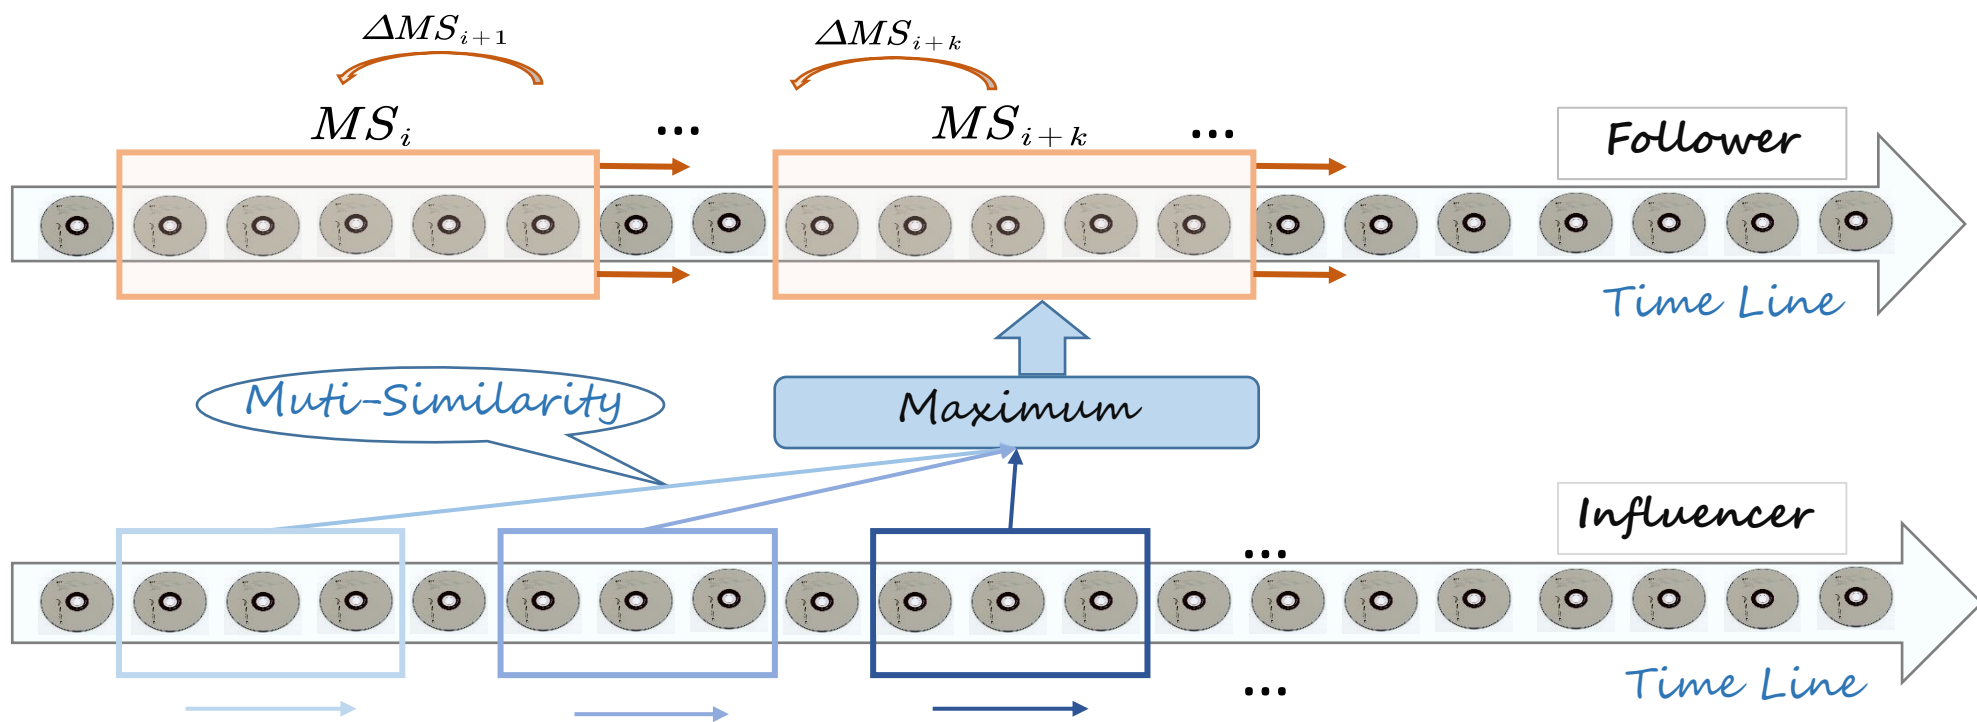 ΔMS_{i+1}
ΔMS_{i+k}
MS_i
...
MS_{i+k}
...
Follower
Time Line
Muti-Similarity
Maximum
Influencer
...
Time Line
...